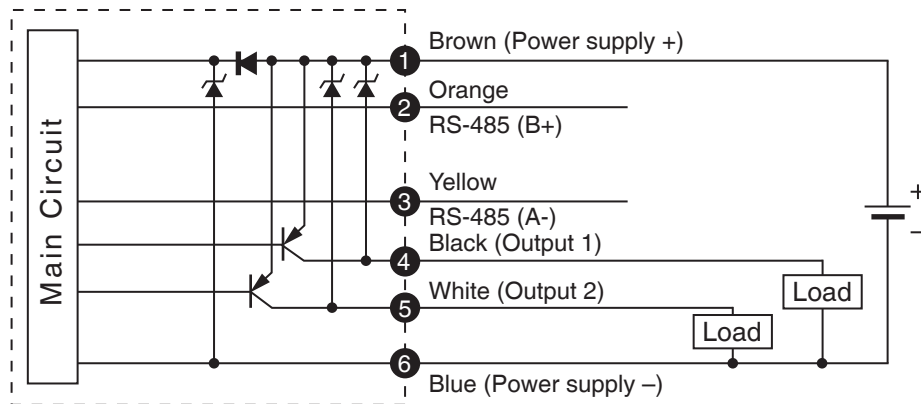 Main Circuit
1
Brown (Power supply +)
2
Orange
RS-485 (B+)
3
Yellow
RS-485 (A-)
4
Black (Output 1)
5
White (Output 2)
6
Blue (Power supply –)
Load
Load
+
–